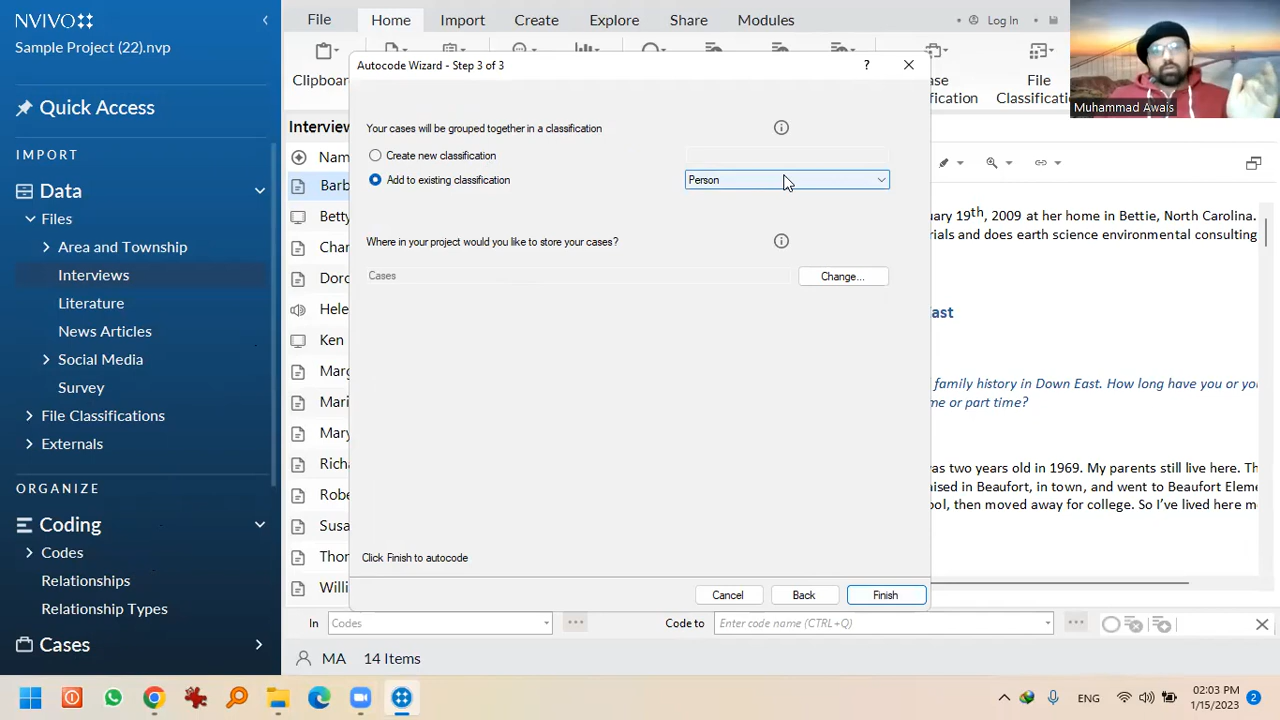 NVIVO
Sample Project (22).nvp
Quick Access
IMPORT
Data
Files
Area and Township
Interviews
Literature
News Articles
Social Media
Survey
File Classifications
Externals
ORGANIZE
Coding
Codes
Relationships
Relationship Types
Cases
File Home Import Create Explore Share Modules
Log In
Clipboard
File
Interview
Muhammad Awais
Autocode Wizard - Step 3 of 3
Your cases will be grouped together in a classification
Create new classification
Add to existing classification
Person
Where in your project would you like to store your cases?
Cases
Change...
Click Finish to autocode
Cancel Back Finish
Barb
Betty
Char
Doro
Hele
Ken
Marg
Mari
Mary
Rich
Robe
Susa
Thor
Willi
uary 19th, 2009 at her home in Bettie, North Carolina.
rials and does earth science environmental consulting
ast
family history in Down East. How long have you or yo
me or part time?
was two years old in 1969. My parents still live here. Th
aised in Beaufort, in town, and went to Beaufort Eleme
ool, then moved away for college. So I've lived here m
In Codes
Code to Enter code name (CTRL+Q)
MA 14 Items
ENG
02:03 PM
1/15/2023
2